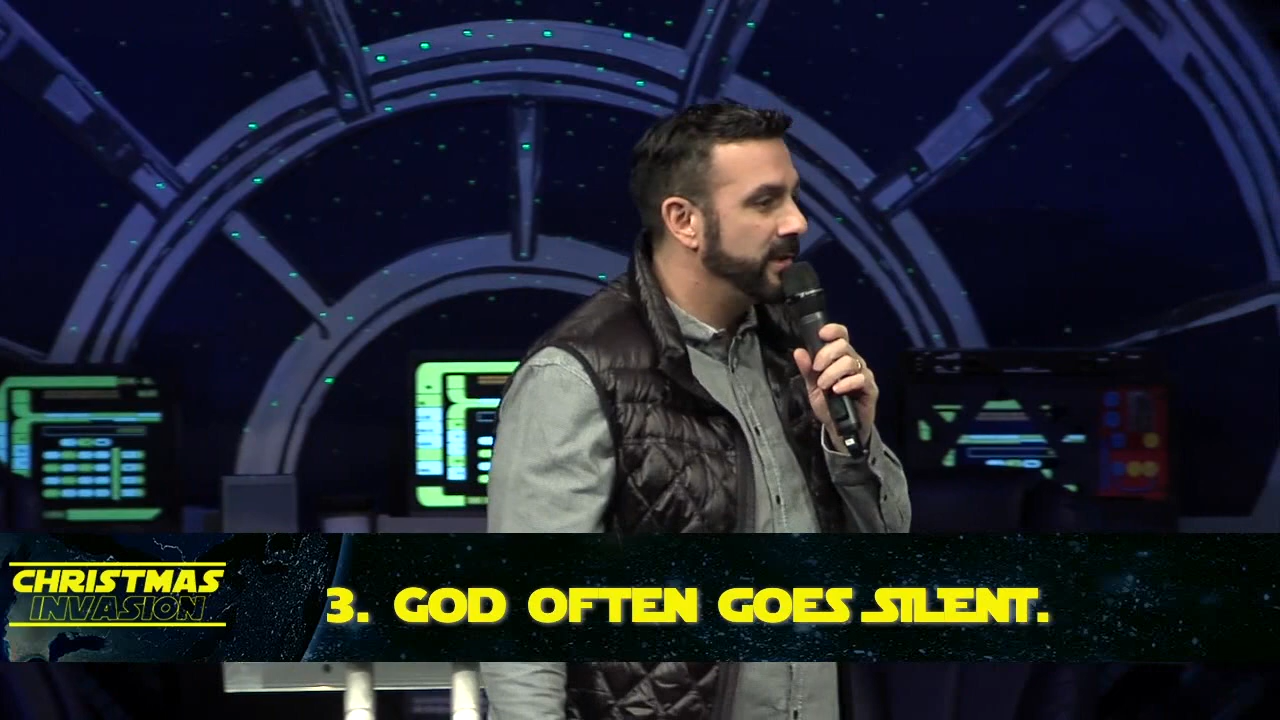 CHRISTMAS
INVASION
3. GOD OFTEN GOES SILENT.